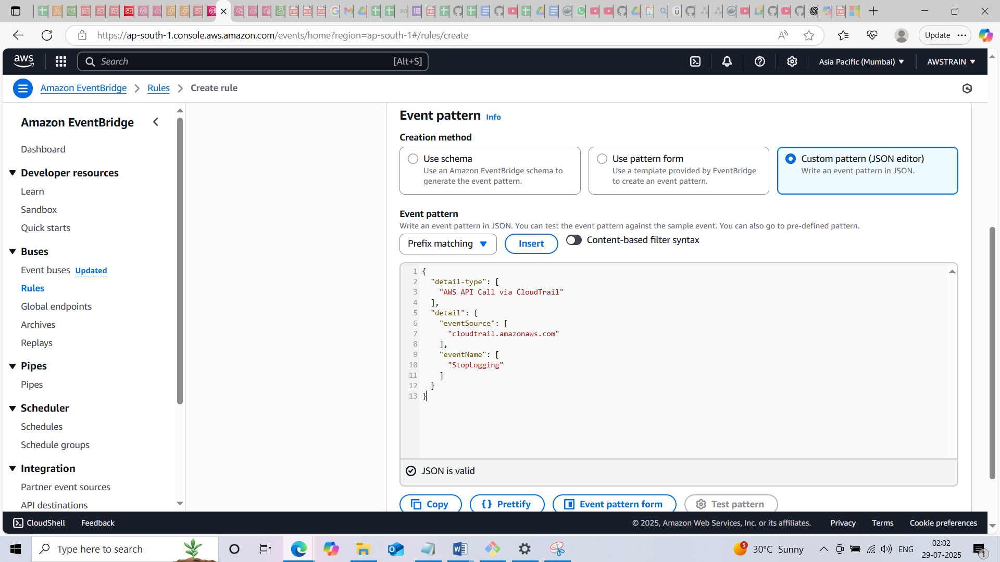 https://ap-south-1.console.aws.amazon.com/events/home?region=ap-south-1#/rules/create
Update
aws
Search
[Alt+S]
Asia Pacific (Mumbai)
AWSTRAIN
Amazon EventBridge
Rules
Create rule
Amazon EventBridge
Dashboard
Developer resources
Learn
Sandbox
Quick starts
Buses
Event buses Updated
Rules
Global endpoints
Archives
Replays
Pipes
Pipes
Scheduler
Schedules
Schedule groups
Integration
Partner event sources
API destinations
Event pattern Info
Creation method
Use schema
Use an Amazon EventBridge schema to
generate the event pattern.
Use pattern form
Use a template provided by EventBridge
to create an event pattern.
Custom pattern (JSON editor)
Write an event pattern in JSON.
Event pattern
Write an event pattern in JSON. You can test the event pattern against the sample event. You can also go to pre-defined pattern.
Prefix matching
Insert
Content-based filter syntax
1 {
2 "detail-type": [
3 "AWS API Call via CloudTrail"
4 ],
5 "detail": {
6 "eventSource": [
7 "cloudtrail.amazonaws.com"
8 ],
9 "eventName": [
10 "StopLogging"
11 ]
12 }
13 }
JSON is valid
Copy
Prettify
Event pattern form
Test pattern
CloudShell
Feedback
© 2025, Amazon Web Services, Inc. or its affiliates.
Privacy
Terms
Cookie preferences
Type here to search
5
30°C Sunny
ENG
02:02
29-07-2025
1